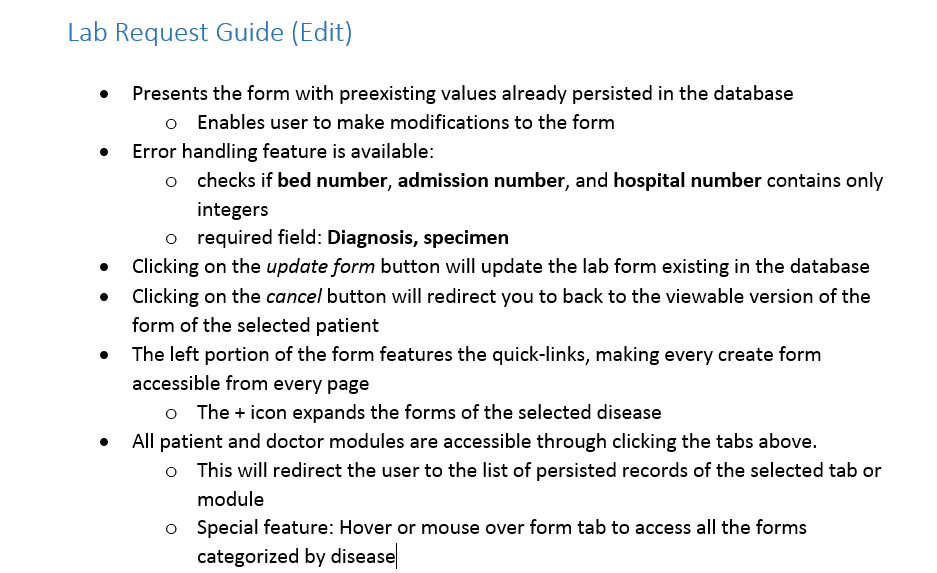 Lab Request Guide (Edit)
• Presents the form with preexisting values already persisted in the database
o Enables user to make modifications to the form
• Error handling feature is available:
o checks if bed number, admission number, and hospital number contains only
integers
o required field: Diagnosis, specimen
• Clicking on the update form button will update the lab form existing in the database
• Clicking on the cancel button will redirect you to back to the viewable version of the
form of the selected patient
• The left portion of the form features the quick-links, making every create form
accessible from every page
o The + icon expands the forms of the selected disease
• All patient and doctor modules are accessible through clicking the tabs above.
o This will redirect the user to the list of persisted records of the selected tab or
module
o Special feature: Hover or mouse over form tab to access all the forms
categorized by disease